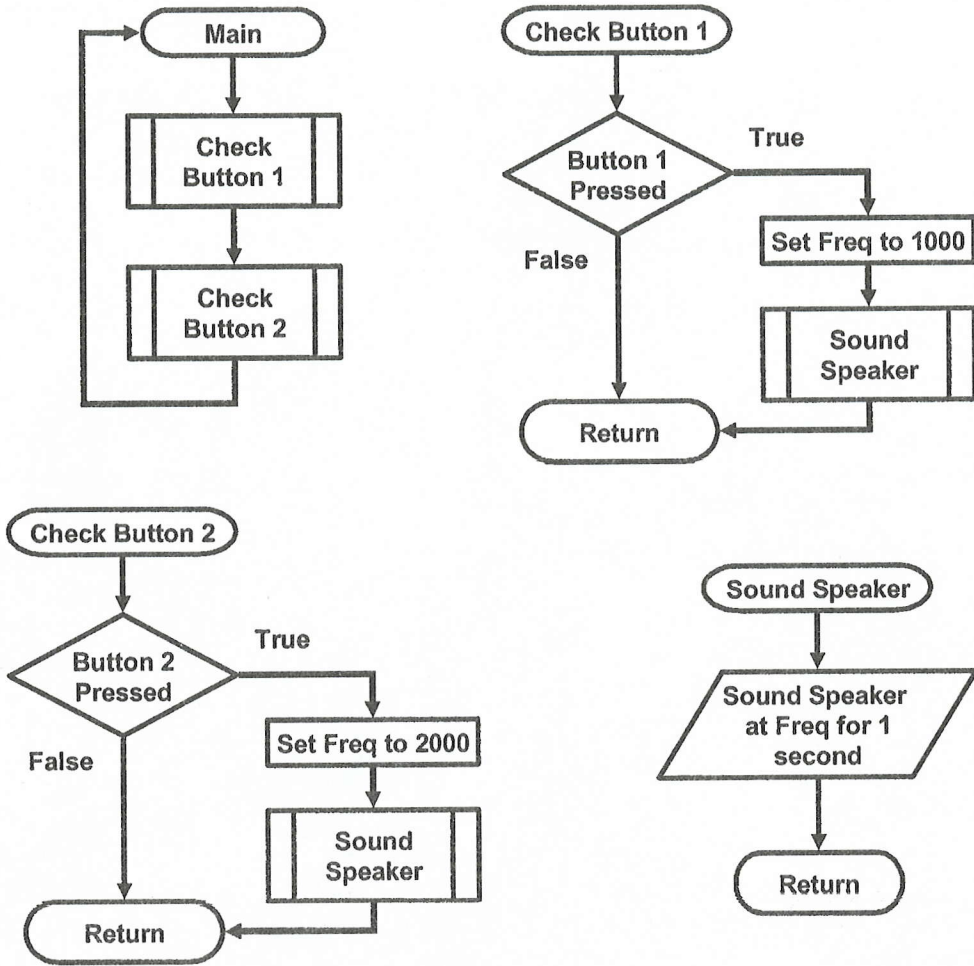 Main
Check
Button 1
Check
Button 2
Check Button 1
Button 1
Pressed
True
False
Set Freq to 1000
Sound
Speaker
Return
Check Button 2
Button 2
Pressed
True
False
Set Freq to 2000
Sound
Speaker
Return
Sound Speaker
Sound Speaker
at Freq for 1
second
Return